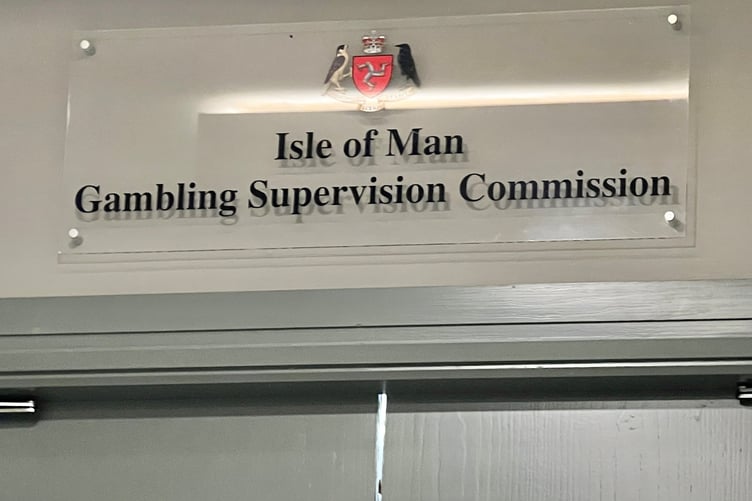 Isle of Man
Gambling Supervision Commission